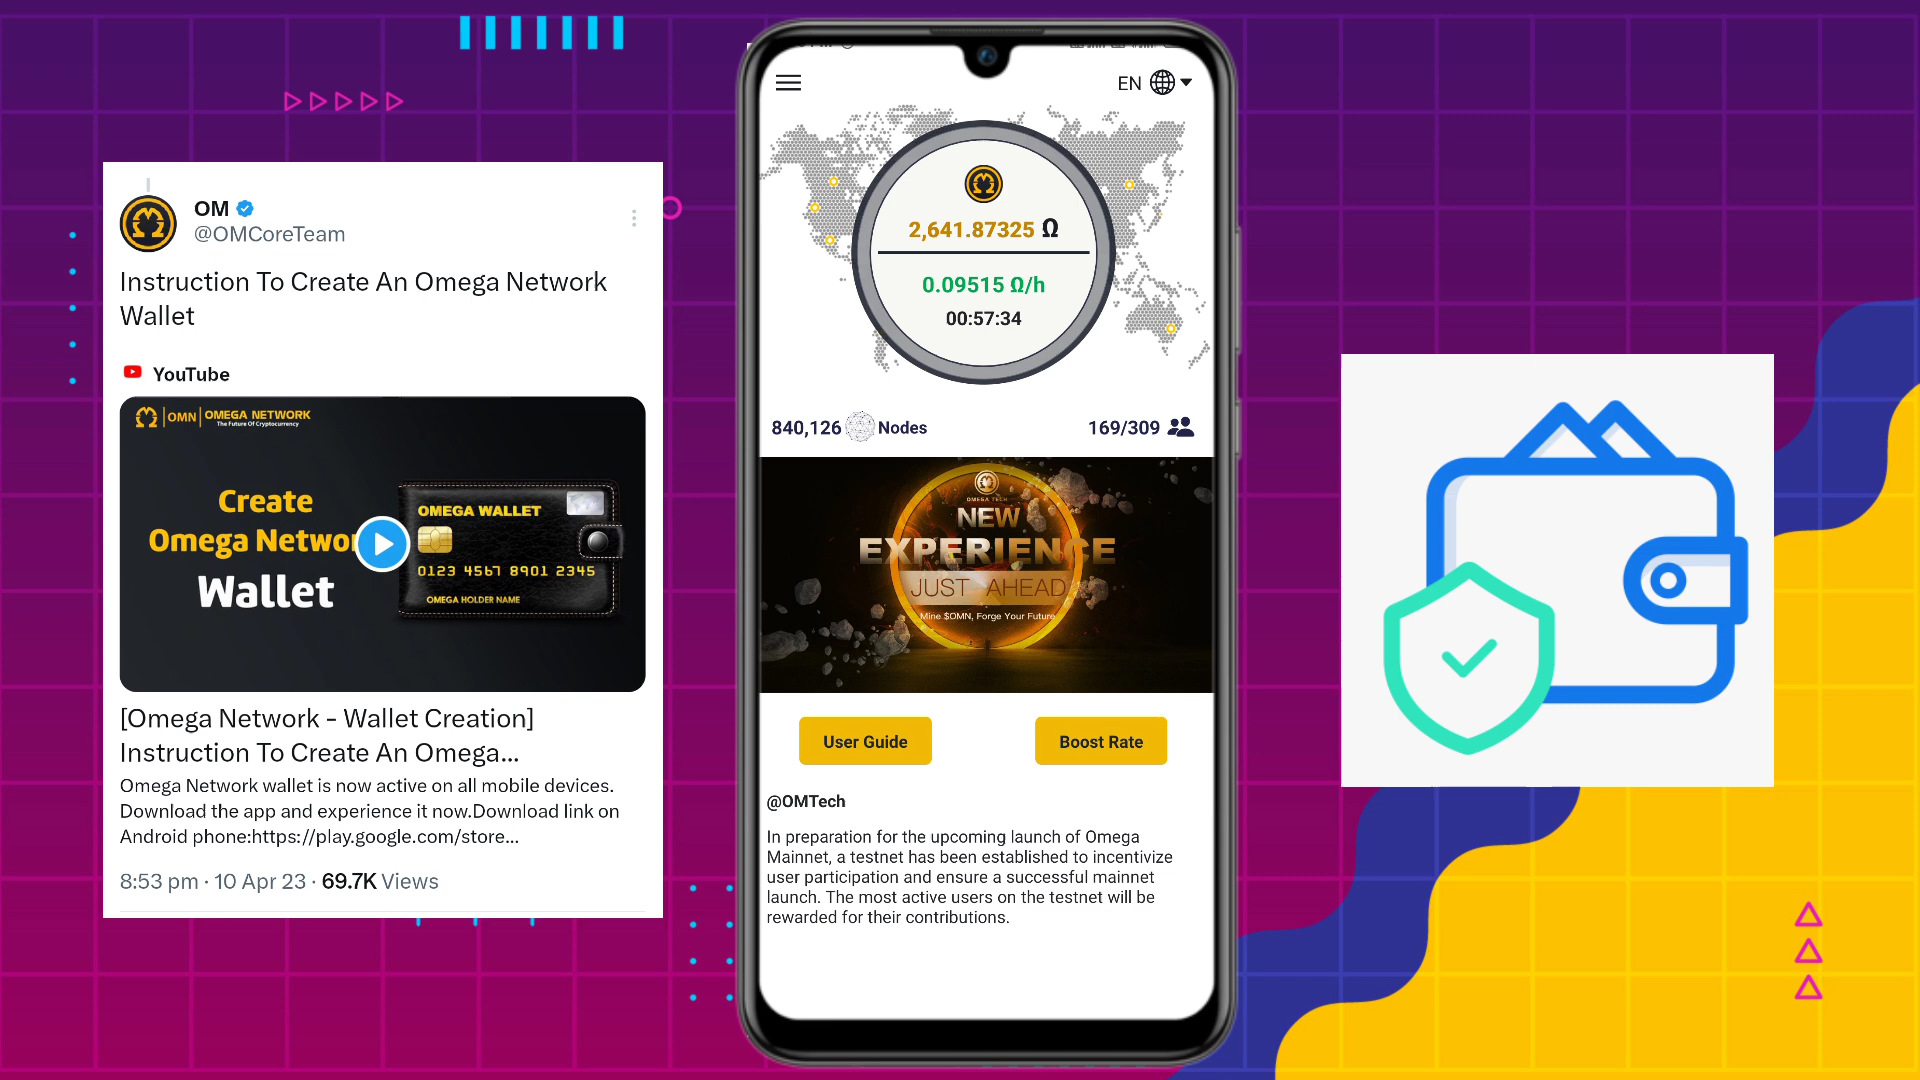 OM
@OMCoreTeam
Instruction To Create An Omega Network
Wallet
YouTube
OMN
OMEGA NETWORK
The Future Of Cryptocurrency
Create
Omega Networ
Wallet
OMEGA WALLET
0123 4567 8901 2345
OMEGA HOLDER NAME
[Omega Network - Wallet Creation]
Instruction To Create An Omega...
Omega Network wallet is now active on all mobile devices.
Download the app and experience it now.Download link on
Android phone:https://play.google.com/store...
8:53 pm · 10 Apr 23 · 69.7K Views
EN
2,641.87325 Ω
0.09515 Ω/h
00:57:34
840,126 Nodes
169/309
OMEGA TECH
NEW
EXPERIENCE
JUST AHEAD
Mine $OMN, Forge Your Future
User Guide
Boost Rate
@OMTech
In preparation for the upcoming launch of Omega
Mainnet, a testnet has been established to incentivize
user participation and ensure a successful mainnet
launch. The most active users on the testnet will be
rewarded for their contributions.